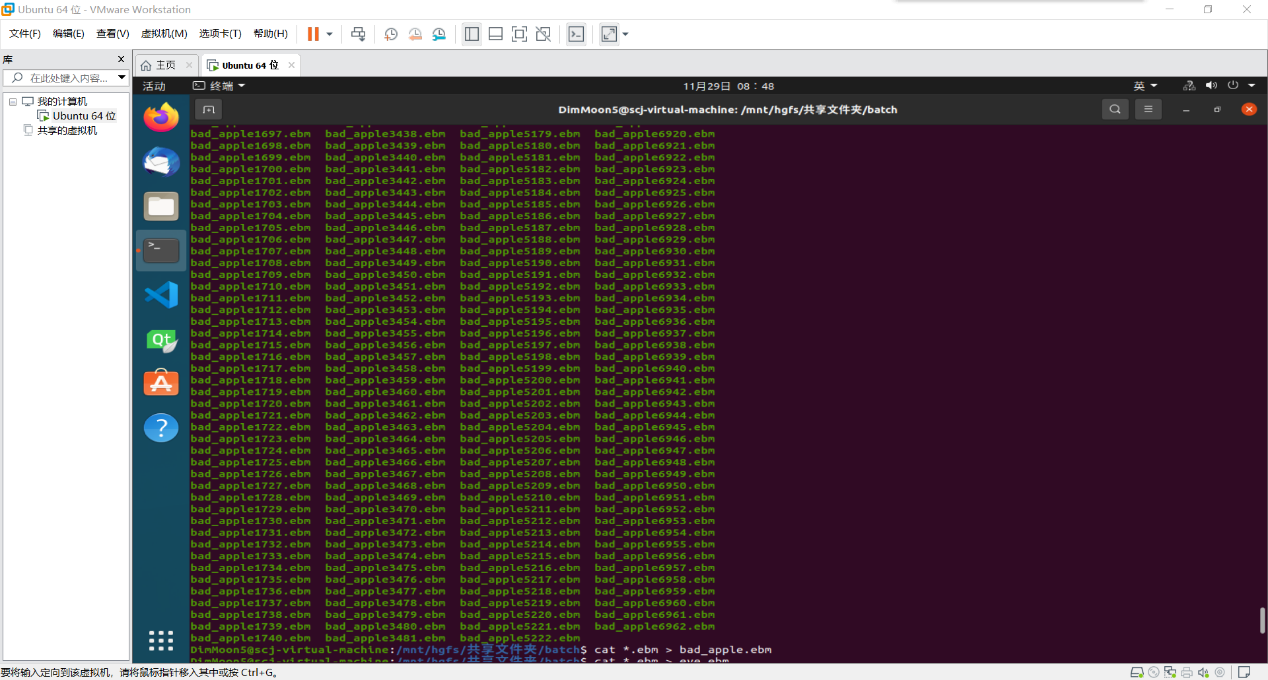 Ubuntu 64 位 - VMware Workstation
文件(F) 编辑(E) 查看(V) 虚拟机(M) 选项卡(T) 帮助(H)
库
在此处键入内容...
我的计算机
Ubuntu 64 位
共享的虚拟机
主页
Ubuntu 64 位
活动 终端 11月29日 08：48 英
DimMoon5@scj-virtual-machine: /mnt/hgfs/共享文件夹/batch
bad_apple1697.ebm bad_apple3438.ebm bad_apple5179.ebm bad_apple6920.ebm
bad_apple1698.ebm bad_apple3439.ebm bad_apple5180.ebm bad_apple6921.ebm
bad_apple1699.ebm bad_apple3440.ebm bad_apple5181.ebm bad_apple6922.ebm
bad_apple1700.ebm bad_apple3441.ebm bad_apple5182.ebm bad_apple6923.ebm
bad_apple1701.ebm bad_apple3442.ebm bad_apple5183.ebm bad_apple6924.ebm
bad_apple1702.ebm bad_apple3443.ebm bad_apple5184.ebm bad_apple6925.ebm
bad_apple1703.ebm bad_apple3444.ebm bad_apple5185.ebm bad_apple6926.ebm
bad_apple1704.ebm bad_apple3445.ebm bad_apple5186.ebm bad_apple6927.ebm
bad_apple1705.ebm bad_apple3446.ebm bad_apple5187.ebm bad_apple6928.ebm
bad_apple1706.ebm bad_apple3447.ebm bad_apple5188.ebm bad_apple6929.ebm
bad_apple1707.ebm bad_apple3448.ebm bad_apple5189.ebm bad_apple6930.ebm
bad_apple1708.ebm bad_apple3449.ebm bad_apple5190.ebm bad_apple6931.ebm
bad_apple1709.ebm bad_apple3450.ebm bad_apple5191.ebm bad_apple6932.ebm
bad_apple1710.ebm bad_apple3451.ebm bad_apple5192.ebm bad_apple6933.ebm
bad_apple1711.ebm bad_apple3452.ebm bad_apple5193.ebm bad_apple6934.ebm
bad_apple1712.ebm bad_apple3453.ebm bad_apple5194.ebm bad_apple6935.ebm
bad_apple1713.ebm bad_apple3454.ebm bad_apple5195.ebm bad_apple6936.ebm
bad_apple1714.ebm bad_apple3455.ebm bad_apple5196.ebm bad_apple6937.ebm
bad_apple1715.ebm bad_apple3456.ebm bad_apple5197.ebm bad_apple6938.ebm
bad_apple1716.ebm bad_apple3457.ebm bad_apple5198.ebm bad_apple6939.ebm
bad_apple1717.ebm bad_apple3458.ebm bad_apple5199.ebm bad_apple6940.ebm
bad_apple1718.ebm bad_apple3459.ebm bad_apple5200.ebm bad_apple6941.ebm
bad_apple1719.ebm bad_apple3460.ebm bad_apple5201.ebm bad_apple6942.ebm
bad_apple1720.ebm bad_apple3461.ebm bad_apple5202.ebm bad_apple6943.ebm
bad_apple1721.ebm bad_apple3462.ebm bad_apple5203.ebm bad_apple6944.ebm
bad_apple1722.ebm bad_apple3463.ebm bad_apple5204.ebm bad_apple6945.ebm
bad_apple1723.ebm bad_apple3464.ebm bad_apple5205.ebm bad_apple6946.ebm
bad_apple1724.ebm bad_apple3465.ebm bad_apple5206.ebm bad_apple6947.ebm
bad_apple1725.ebm bad_apple3466.ebm bad_apple5207.ebm bad_apple6948.ebm
bad_apple1726.ebm bad_apple3467.ebm bad_apple5208.ebm bad_apple6949.ebm
bad_apple1727.ebm bad_apple3468.ebm bad_apple5209.ebm bad_apple6950.ebm
bad_apple1728.ebm bad_apple3469.ebm bad_apple5210.ebm bad_apple6951.ebm
bad_apple1729.ebm bad_apple3470.ebm bad_apple5211.ebm bad_apple6952.ebm
bad_apple1730.ebm bad_apple3471.ebm bad_apple5212.ebm bad_apple6953.ebm
bad_apple1731.ebm bad_apple3472.ebm bad_apple5213.ebm bad_apple6954.ebm
bad_apple1732.ebm bad_apple3473.ebm bad_apple5214.ebm bad_apple6955.ebm
bad_apple1733.ebm bad_apple3474.ebm bad_apple5215.ebm bad_apple6956.ebm
bad_apple1734.ebm bad_apple3475.ebm bad_apple5216.ebm bad_apple6957.ebm
bad_apple1735.ebm bad_apple3476.ebm bad_apple5217.ebm bad_apple6958.ebm
bad_apple1736.ebm bad_apple3477.ebm bad_apple5218.ebm bad_apple6959.ebm
bad_apple1737.ebm bad_apple3478.ebm bad_apple5219.ebm bad_apple6960.ebm
bad_apple1738.ebm bad_apple3479.ebm bad_apple5220.ebm bad_apple6961.ebm
bad_apple1739.ebm bad_apple3480.ebm bad_apple5221.ebm bad_apple6962.ebm
bad_apple1740.ebm bad_apple3481.ebm bad_apple5222.ebm
DimMoon5@scj-virtual-machine:/mnt/hgfs/共享文件夹/batch$ cat *.ebm > bad_apple.ebm
DimMoon5@scj-virtual-machine:/mnt/hgfs/共享文件夹/batch$ cat *.ebm > eve.ebm
Qt
要将输入定向到该虚拟机，请将鼠标指针移入其中或按 Ctrl+G。